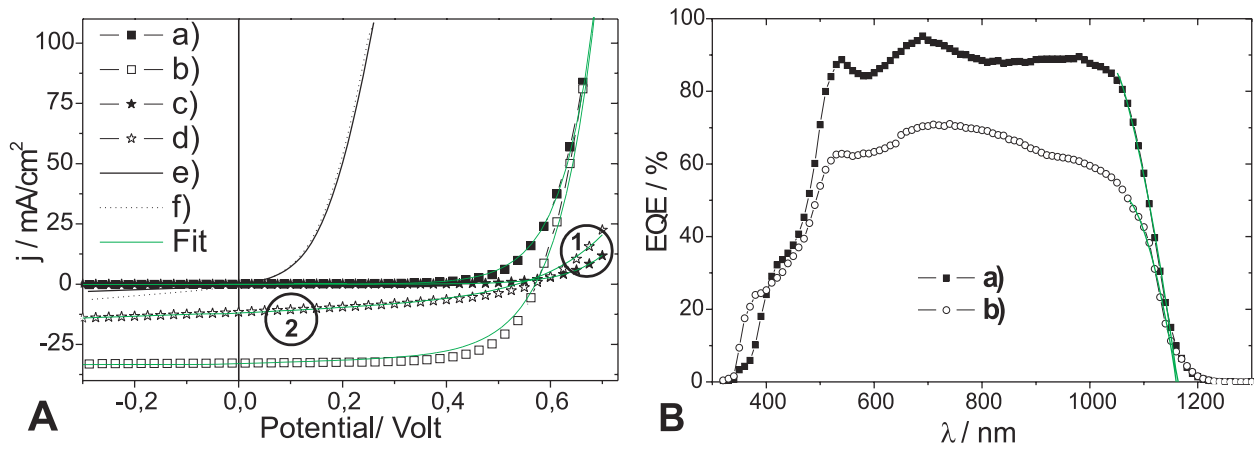 100
75
50
25
0
-25
j / mA/cm²
a)
b)
c)
d)
e)
f)
Fit
1
2
-0,2
0,0
0,2
0,4
0,6
Potential/ Volt
A
100
80
60
40
20
0
EQE / %
a)
b)
400
600
800
1000
1200
λ / nm
B